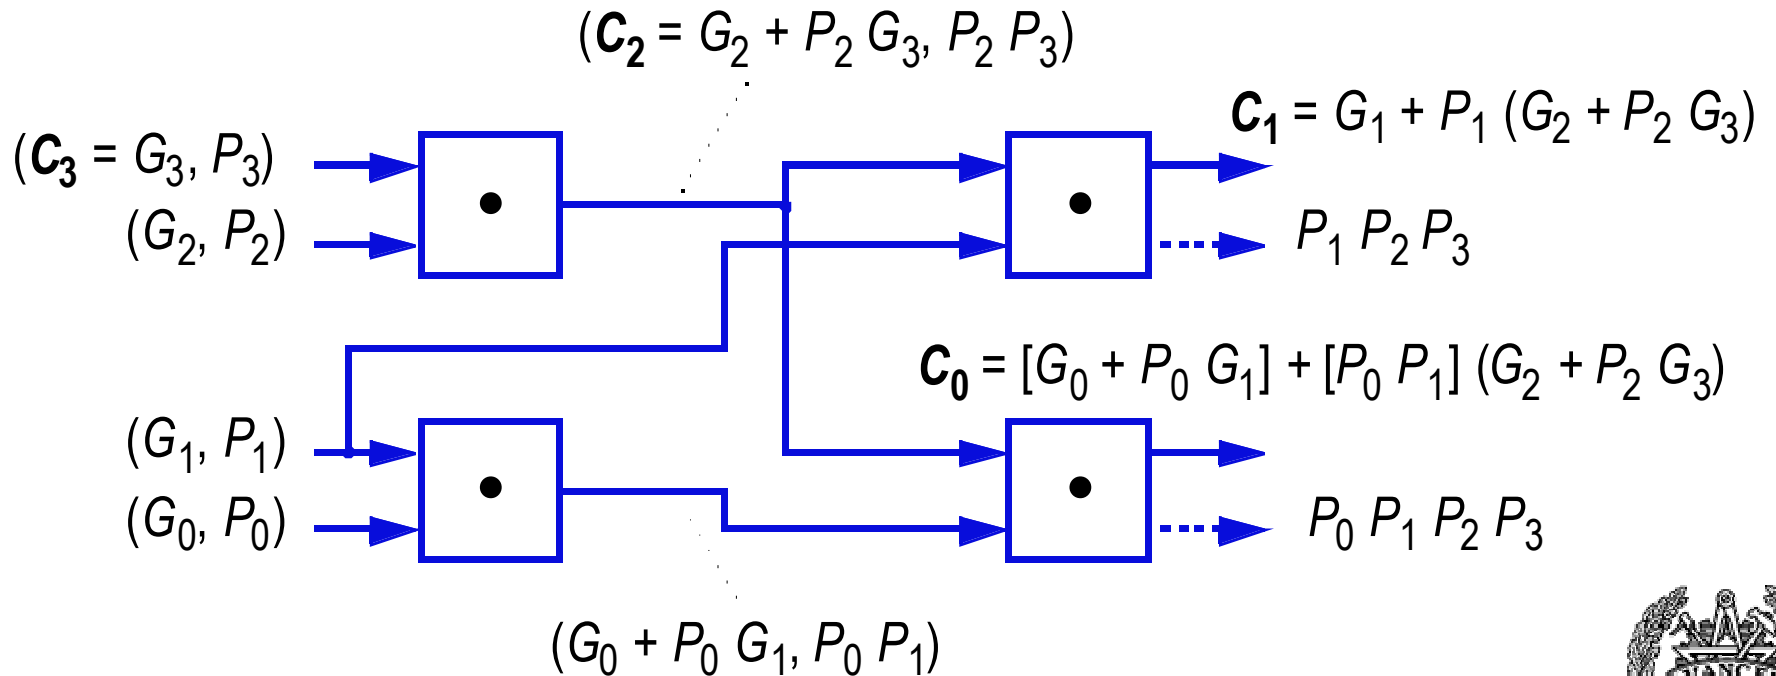 (C₂ = G₂ + P₂ G₃, P₂ P₃)
C₁ = G₁ + P₁ (G₂ + P₂ G₃)
(C₃ = G₃, P₃)
(G₂, P₂)
P₁ P₂ P₃
C₀ = [G₀ + P₀ G₁] + [P₀ P₁] (G₂ + P₂ G₃)
(G₁, P₁)
(G₀, P₀)
P₀ P₁ P₂ P₃
(G₀ + P₀ G₁, P₀ P₁)